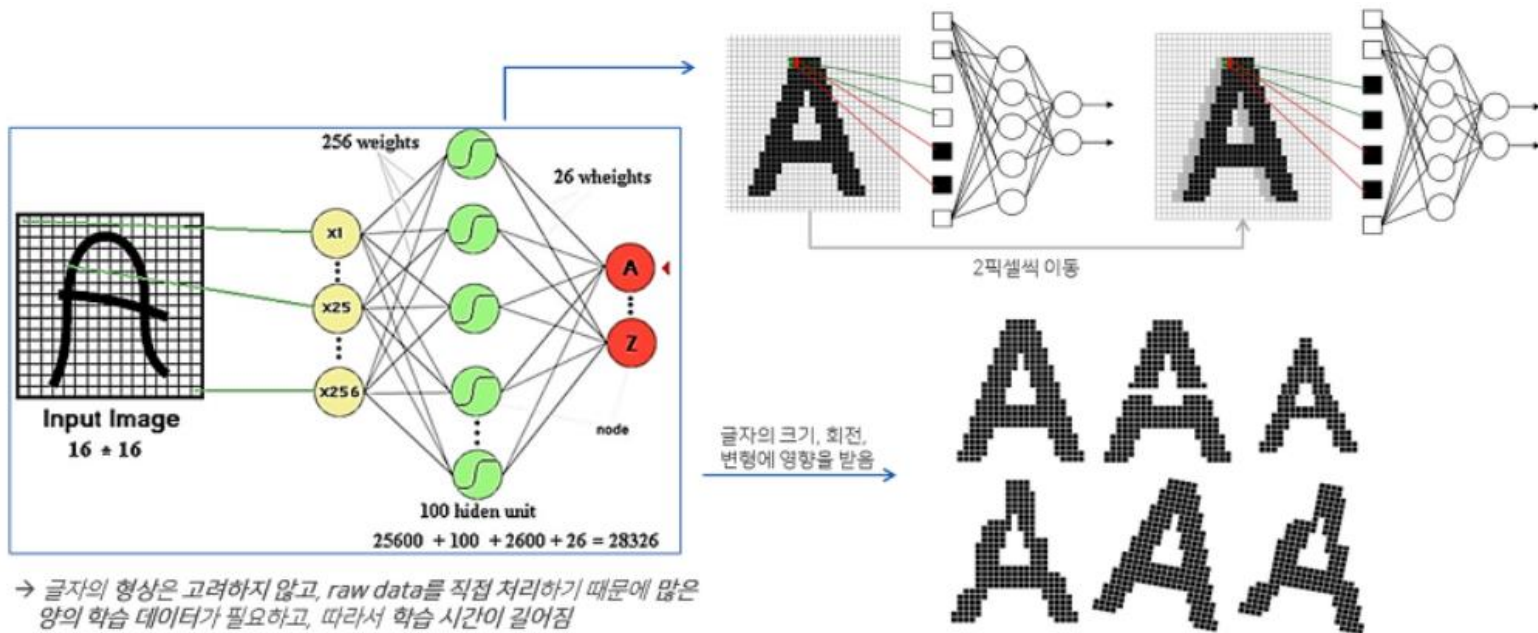 2픽셀씩 이동
256 weights
26 wheights
x1
x25
x256
A
Z
Input Image
16 * 16
node
100 hiden unit
25600 + 100 + 2600 + 26 = 28326
→ 글자의 형상은 고려하지 않고, raw data를 직접 처리하기 때문에 많은
양의 학습 데이터가 필요하고, 따라서 학습 시간이 길어짐
글자의 크기, 회전,
변형에 영향을 받음